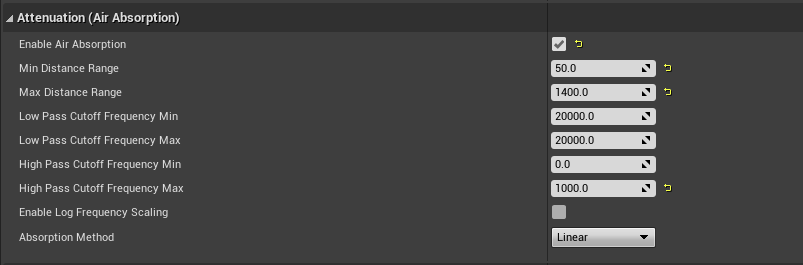 Attenuation (Air Absorption)
Enable Air Absorption
Min Distance Range 50.0
Max Distance Range 1400.0
Low Pass Cutoff Frequency Min 20000.0
Low Pass Cutoff Frequency Max 20000.0
High Pass Cutoff Frequency Min 0.0
High Pass Cutoff Frequency Max 1000.0
Enable Log Frequency Scaling
Absorption Method Linear